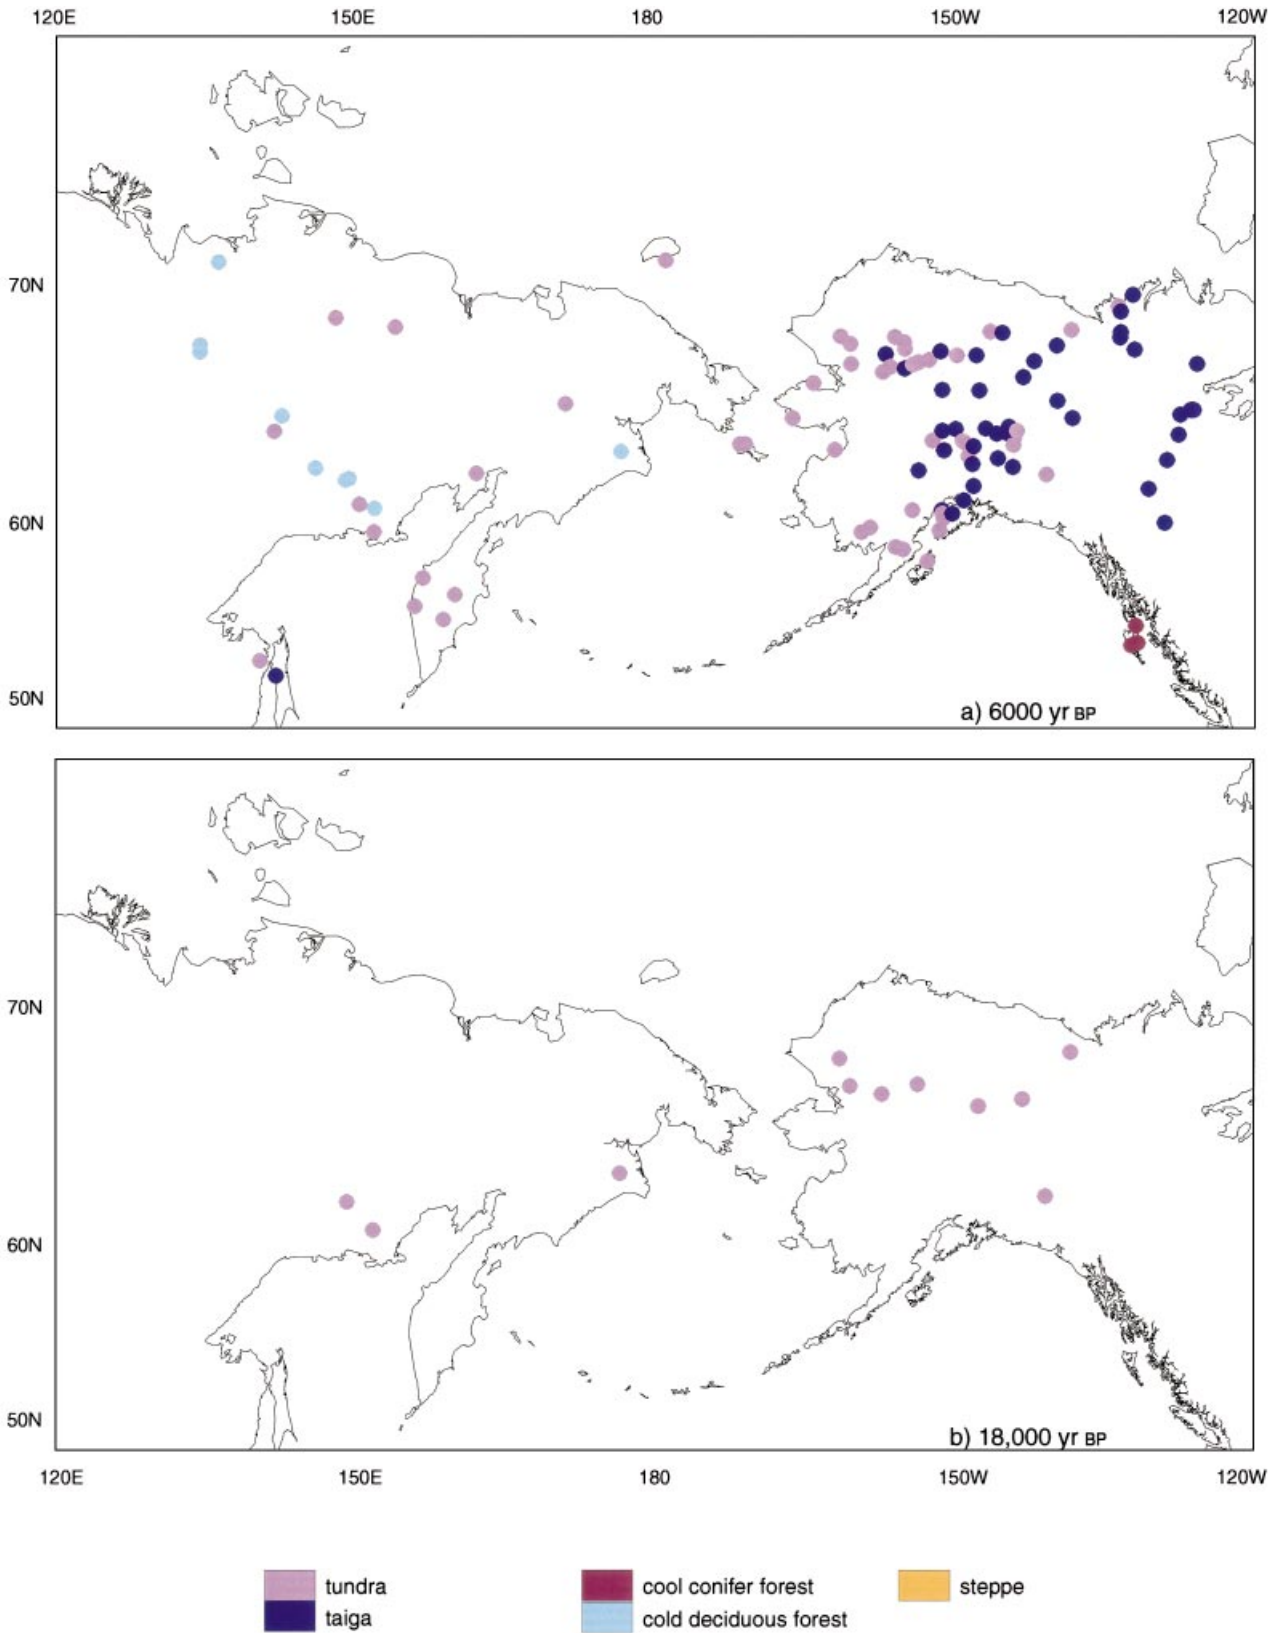 120E 150E 180 150W 120W
70N
60N
50N
a) 6000 yr BP
70N
60N
50N
b) 18,000 yr BP
120E 150E 180 150W 120W
tundra cool conifer forest steppe
taiga cold deciduous forest